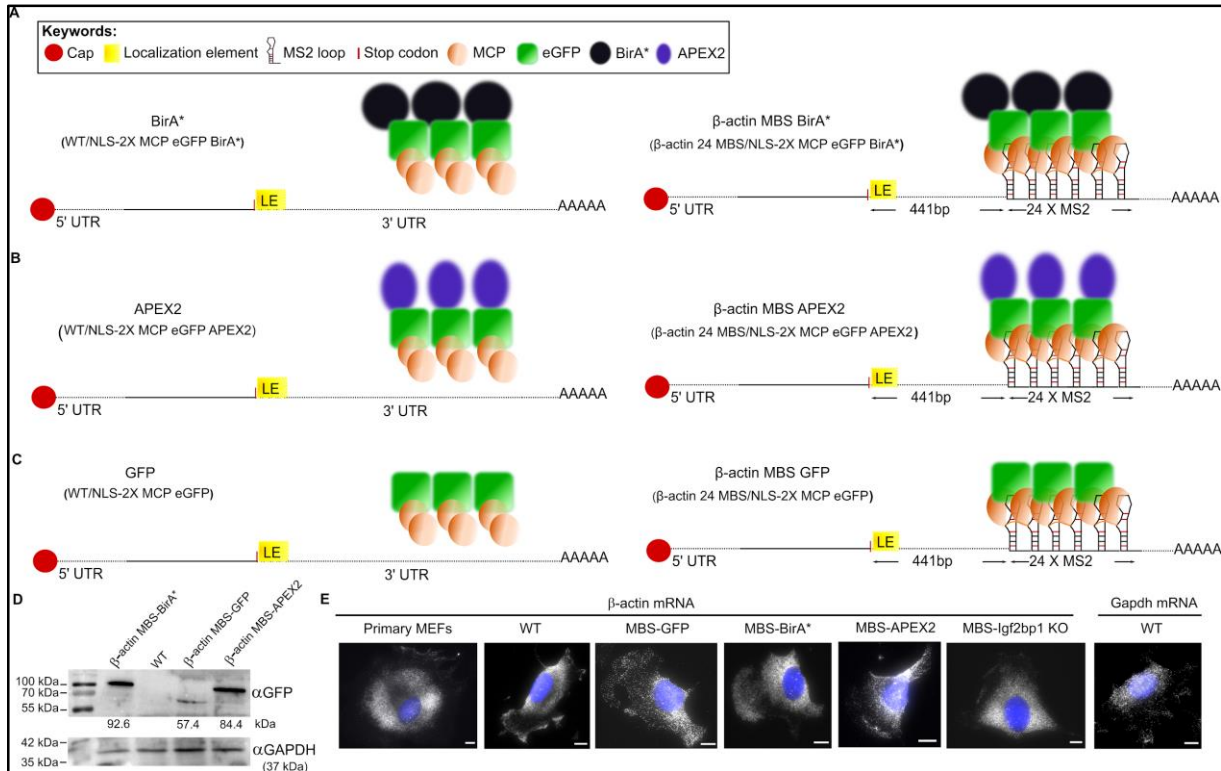 A
Keywords:
Cap Localization element MS2 loop Stop codon MCP eGFP BirA* APEX2
BirA*
(WT/NLS-2X MCP eGFP BirA*)
LE
5' UTR
3' UTR
AAAAA
β-actin MBS BirA*
(β-actin 24 MBS/NLS-2X MCP eGFP BirA*)
LE
5' UTR
441bp
24 X MS2
AAAAA
B
APEX2
(WT/NLS-2X MCP eGFP APEX2)
LE
5' UTR
3' UTR
AAAAA
β-actin MBS APEX2
(β-actin 24 MBS/NLS-2X MCP eGFP APEX2)
LE
5' UTR
441bp
24 X MS2
AAAAA
C
GFP
(WT/NLS-2X MCP eGFP)
LE
5' UTR
3' UTR
AAAAA
β-actin MBS GFP
(β-actin 24 MBS/NLS-2X MCP eGFP)
LE
5' UTR
441bp
24 X MS2
AAAAA
D
β-actin MBS-BirA*
WT
β-actin MBS-GFP
β-actin MBS-APEX2
100 kDa
70 kDa
55 kDa
αGFP
92.6 57.4 84.4 kDa
42 kDa
35 kDa
αGAPDH
(37 kDa)
E
β-actin mRNA
Gapdh mRNA
Primary MEFs WT MBS-GFP MBS-BirA* MBS-APEX2 MBS-Igf2bp1 KO WT